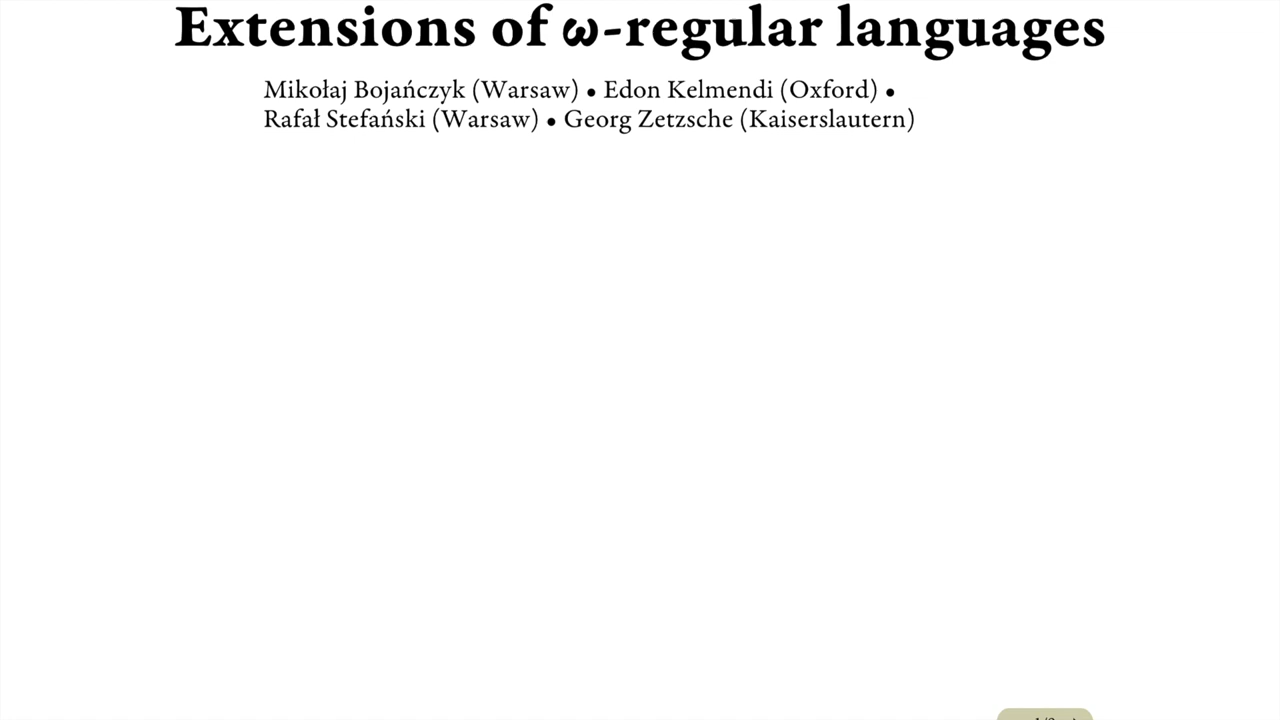 Extensions of ω-regular languages
Mikołaj Bojańczyk (Warsaw) • Edon Kelmendi (Oxford) •
Rafał Stefański (Warsaw) • Georg Zetzsche (Kaiserslautern)